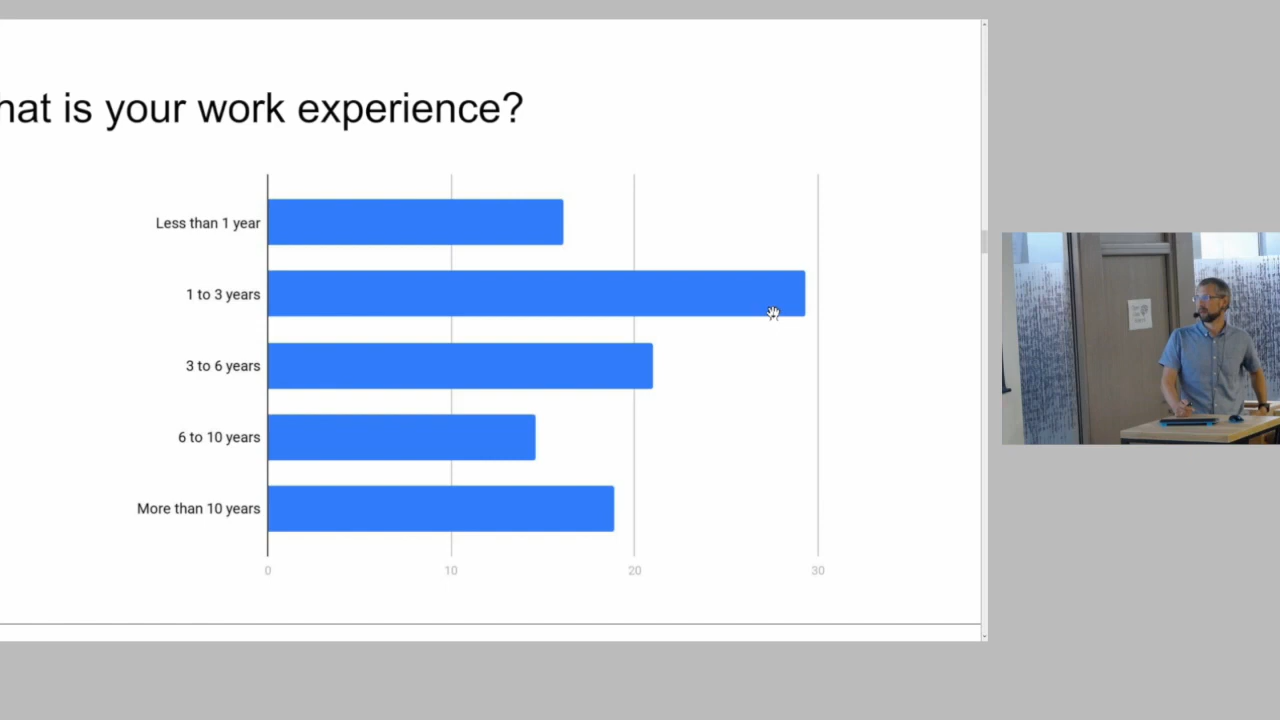 hat is your work experience?
Less than 1 year
1 to 3 years
3 to 6 years
6 to 10 years
More than 10 years
0 10 20 30